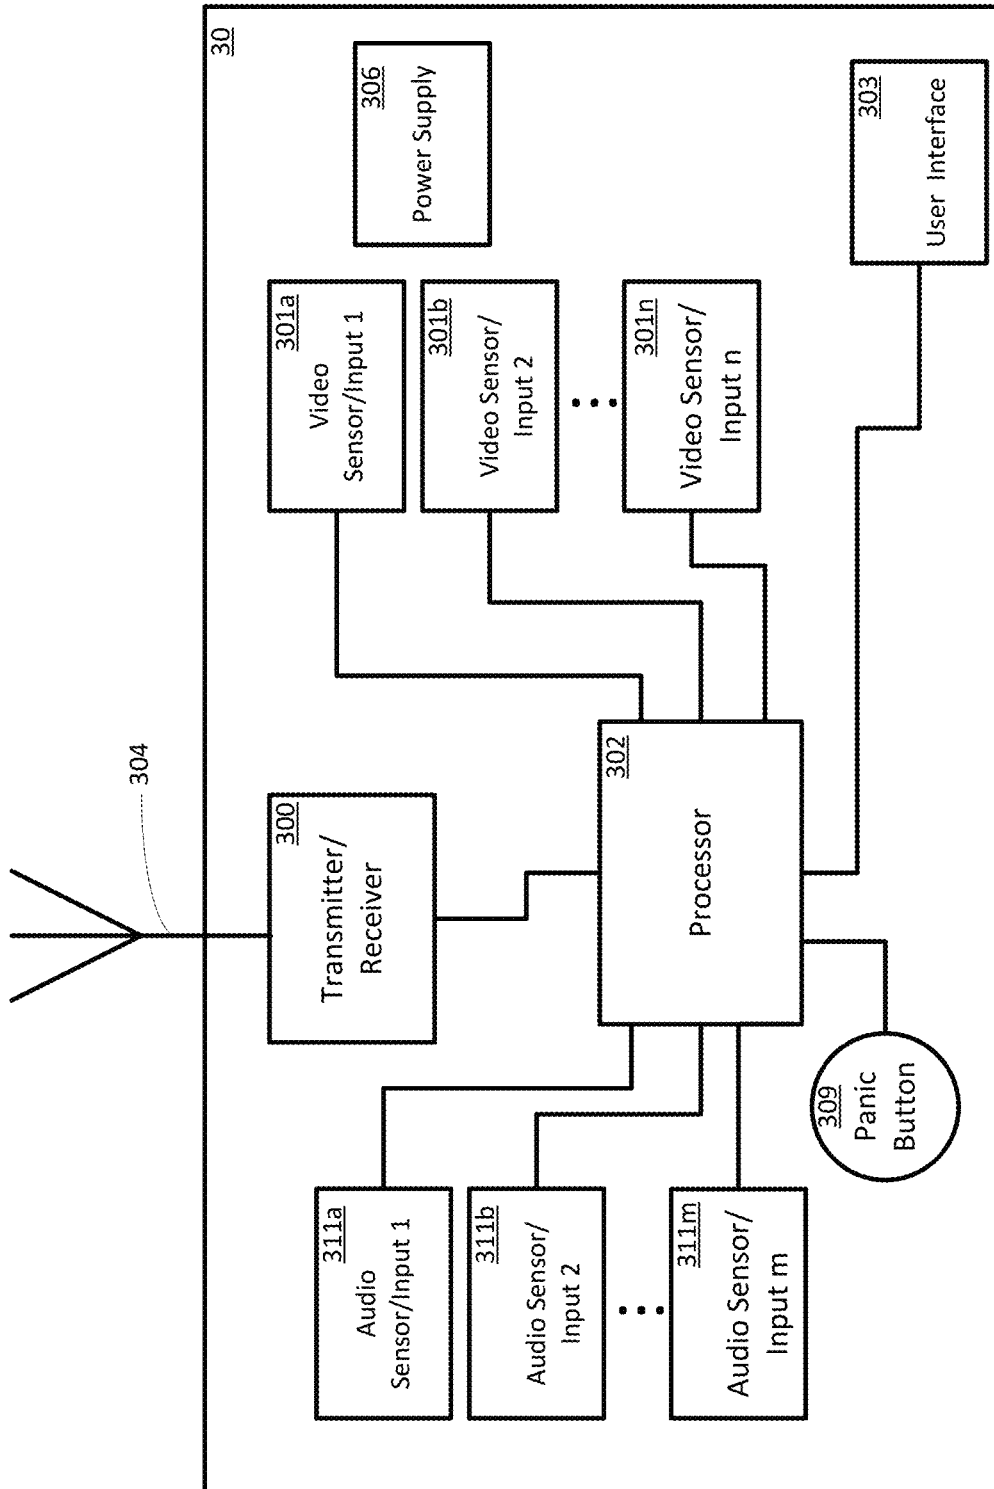 30
304
300
Transmitter/
Receiver
311a
Audio
Sensor/Input 1
311b
Audio Sensor/
Input 2
311m
Audio Sensor/
Input m
302
Processor
301a
Video
Sensor/Input 1
301b
Video Sensor/
Input 2
301n
Video Sensor/
Input n
306
Power Supply
309
Panic
Button
303
User Interface